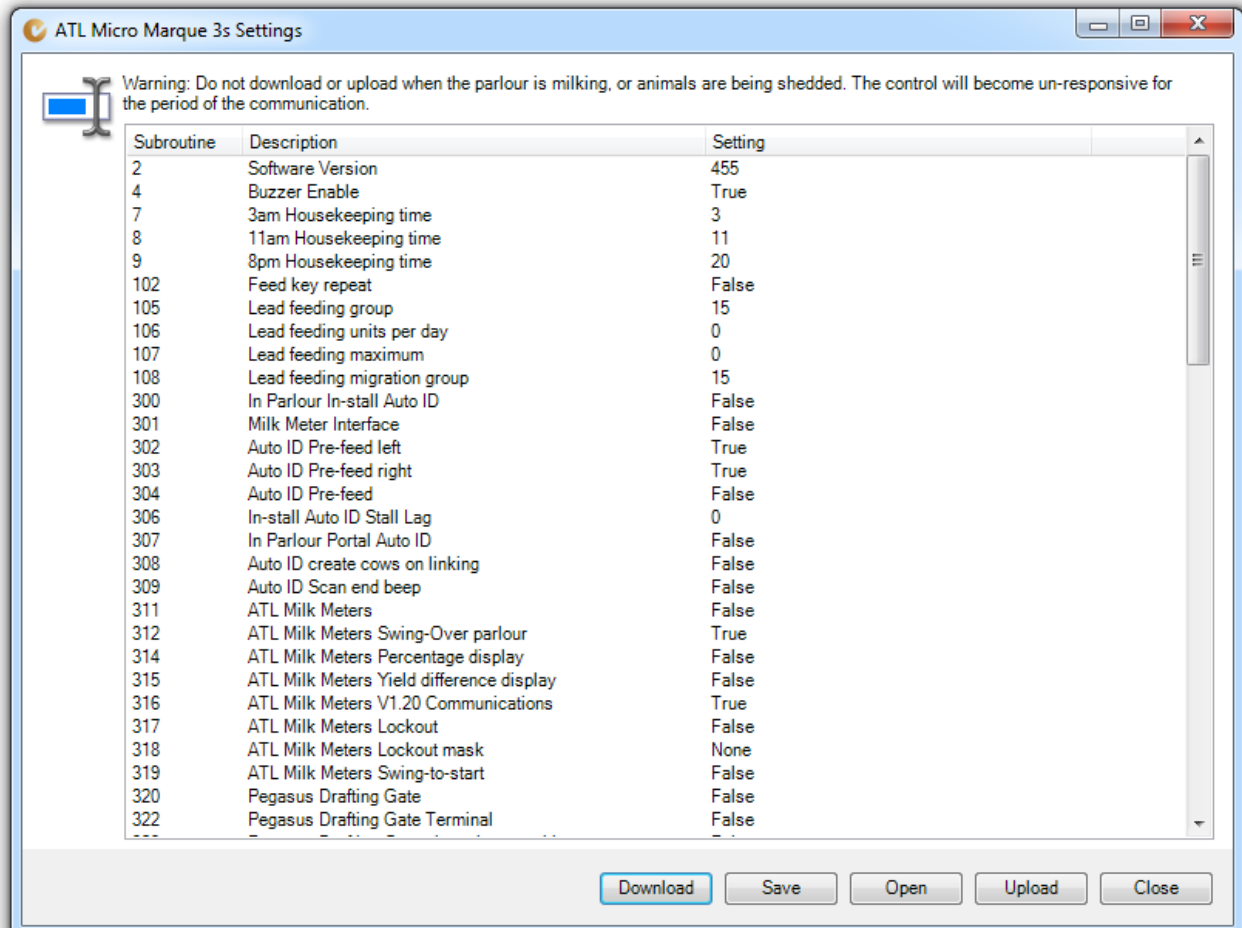 ATL Micro Marque 3s Settings
Warning: Do not download or upload when the parlour is milking, or animals are being shedded. The control will become un-responsive for
the period of the communication.
Subroutine Description Setting
2 Software Version 455
4 Buzzer Enable True
7 3am Housekeeping time 3
8 11am Housekeeping time 11
9 8pm Housekeeping time 20
102 Feed key repeat False
105 Lead feeding group 15
106 Lead feeding units per day 0
107 Lead feeding maximum 0
108 Lead feeding migration group 15
300 In Parlour In-stall Auto ID False
301 Milk Meter Interface False
302 Auto ID Pre-feed left True
303 Auto ID Pre-feed right True
304 Auto ID Pre-feed False
306 In-stall Auto ID Stall Lag 0
307 In Parlour Portal Auto ID False
308 Auto ID create cows on linking False
309 Auto ID Scan end beep False
311 ATL Milk Meters False
312 ATL Milk Meters Swing-Over parlour True
314 ATL Milk Meters Percentage display False
315 ATL Milk Meters Yield difference display False
316 ATL Milk Meters V1.20 Communications True
317 ATL Milk Meters Lockout False
318 ATL Milk Meters Lockout mask None
319 ATL Milk Meters Swing-to-start False
320 Pegasus Drafting Gate False
322 Pegasus Drafting Gate Terminal False
Download Save Open Upload Close